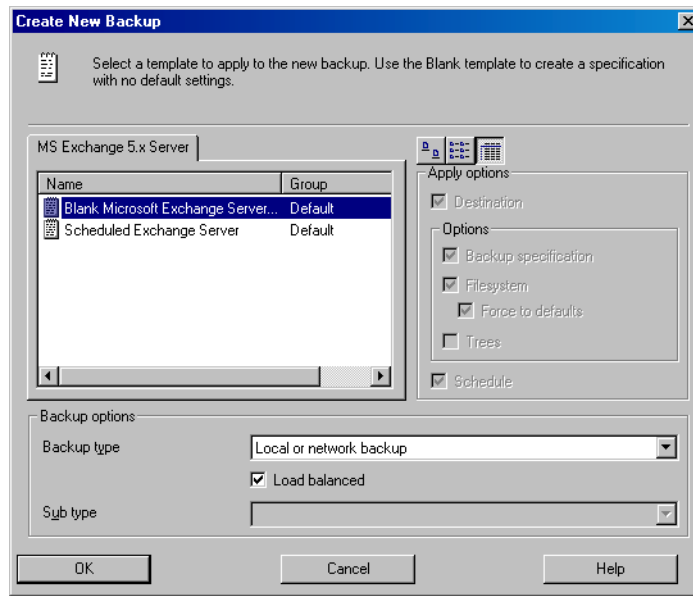 Create New Backup
Select a template to apply to the new backup. Use the Blank template to create a specification
with no default settings.
MS Exchange 5.x Server
Name Group
Blank Microsoft Exchange Server... Default
Scheduled Exchange Server Default
Apply options
Destination
Options
Backup specification
Filesystem
Force to defaults
Trees
Schedule
Backup options
Backup type Local or network backup
Load balanced
Sub type
OK Cancel Help